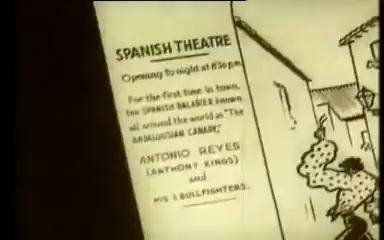 SPANISH THEATRE
Opening to night at 8'30 p.m.
For the first time in town,
the SPANISH BALADIER known
all around the world as "The
ANDALOUSIAN CANARY,"
ANTONIO REYES
(ANTHONY KINGS)
and
HIS 3 BULLFIGHTERS.